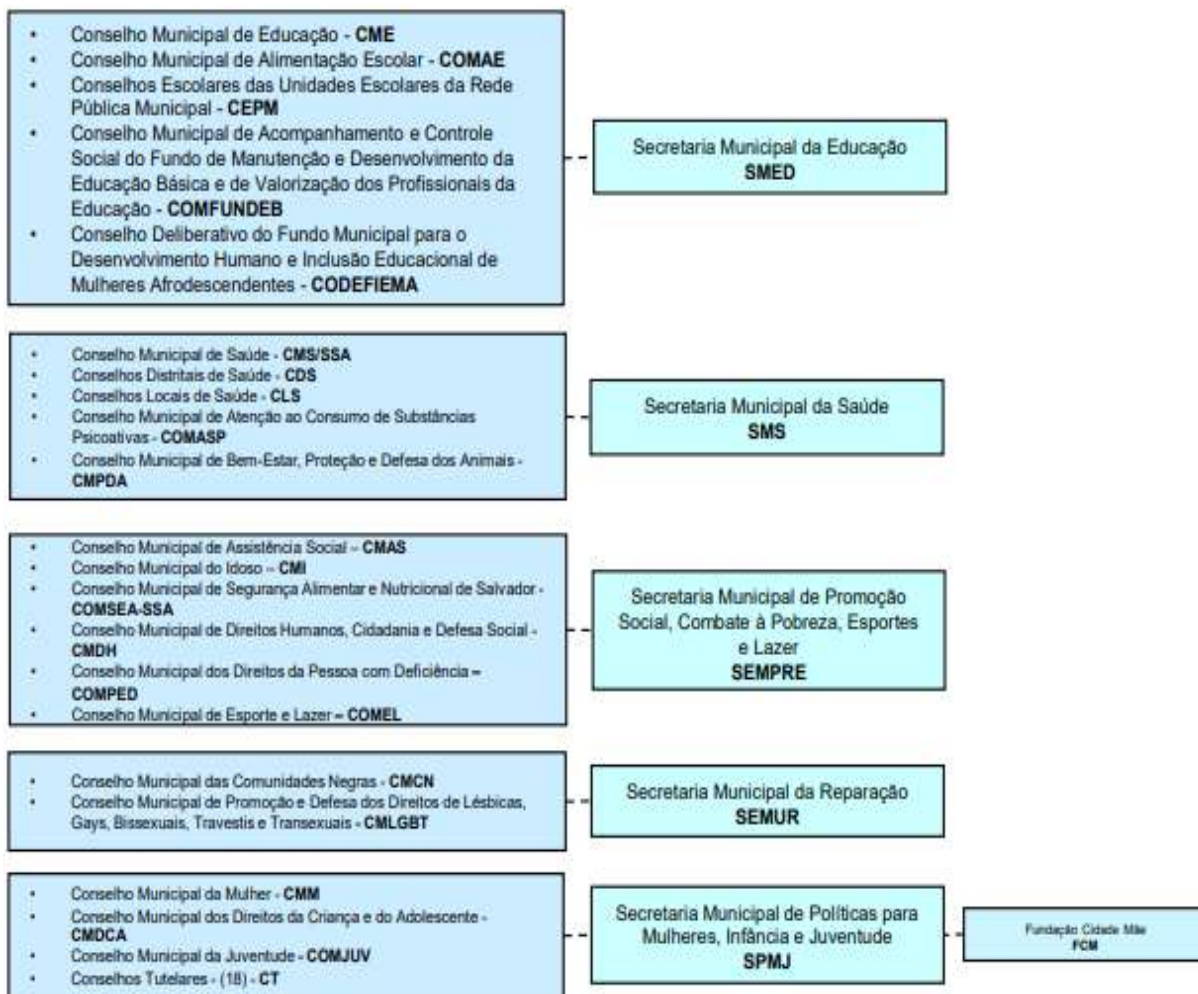 • Conselho Municipal de Educação - CME
• Conselho Municipal de Alimentação Escolar - COMAE
• Conselhos Escolares das Unidades Escolares da Rede
Pública Municipal - CEPM
• Conselho Municipal de Acompanhamento e Controle
Social do Fundo de Manutenção e Desenvolvimento da
Educação Básica e de Valorização dos Profissionais da
Educação - COMFUNDEB
• Conselho Deliberativo do Fundo Municipal para o
Desenvolvimento Humano e Inclusão Educacional de
Mulheres Afrodescendentes - CODEFIEMA
Secretaria Municipal da Educação
SMED
• Conselho Municipal de Saúde - CMS/SSA
• Conselhos Distritais de Saúde - CDS
• Conselhos Locais de Saúde - CLS
• Conselho Municipal de Atenção ao Consumo de Substâncias
Psicoativas - COMASP
• Conselho Municipal de Bem-Estar, Proteção e Defesa dos Animais -
CMPDA
Secretaria Municipal da Saúde
SMS
• Conselho Municipal de Assistência Social – CMAS
• Conselho Municipal do Idoso – CMI
• Conselho Municipal de Segurança Alimentar e Nutricional de Salvador -
COMSEA-SSA
• Conselho Municipal de Direitos Humanos, Cidadania e Defesa Social -
CMDH
• Conselho Municipal dos Direitos da Pessoa com Deficiência –
COMPED
• Conselho Municipal de Esporte e Lazer – COMEL
Secretaria Municipal de Promoção
Social, Combate à Pobreza, Esportes
e Lazer
SEMPRE
• Conselho Municipal das Comunidades Negras - CMCN
• Conselho Municipal de Promoção e Defesa dos Direitos de Lésbicas,
Gays, Bissexuais, Travestis e Transexuais - CMLGBT
Secretaria Municipal da Reparação
SEMUR
• Conselho Municipal da Mulher - CMM
• Conselho Municipal dos Direitos da Criança e do Adolescente -
CMDCA
• Conselho Municipal da Juventude - COMJUV
• Conselhos Tutelares - (18) - CT
Secretaria Municipal de Políticas para
Mulheres, Infância e Juventude
SPMJ
Fundação Cidade Mãe
FCM